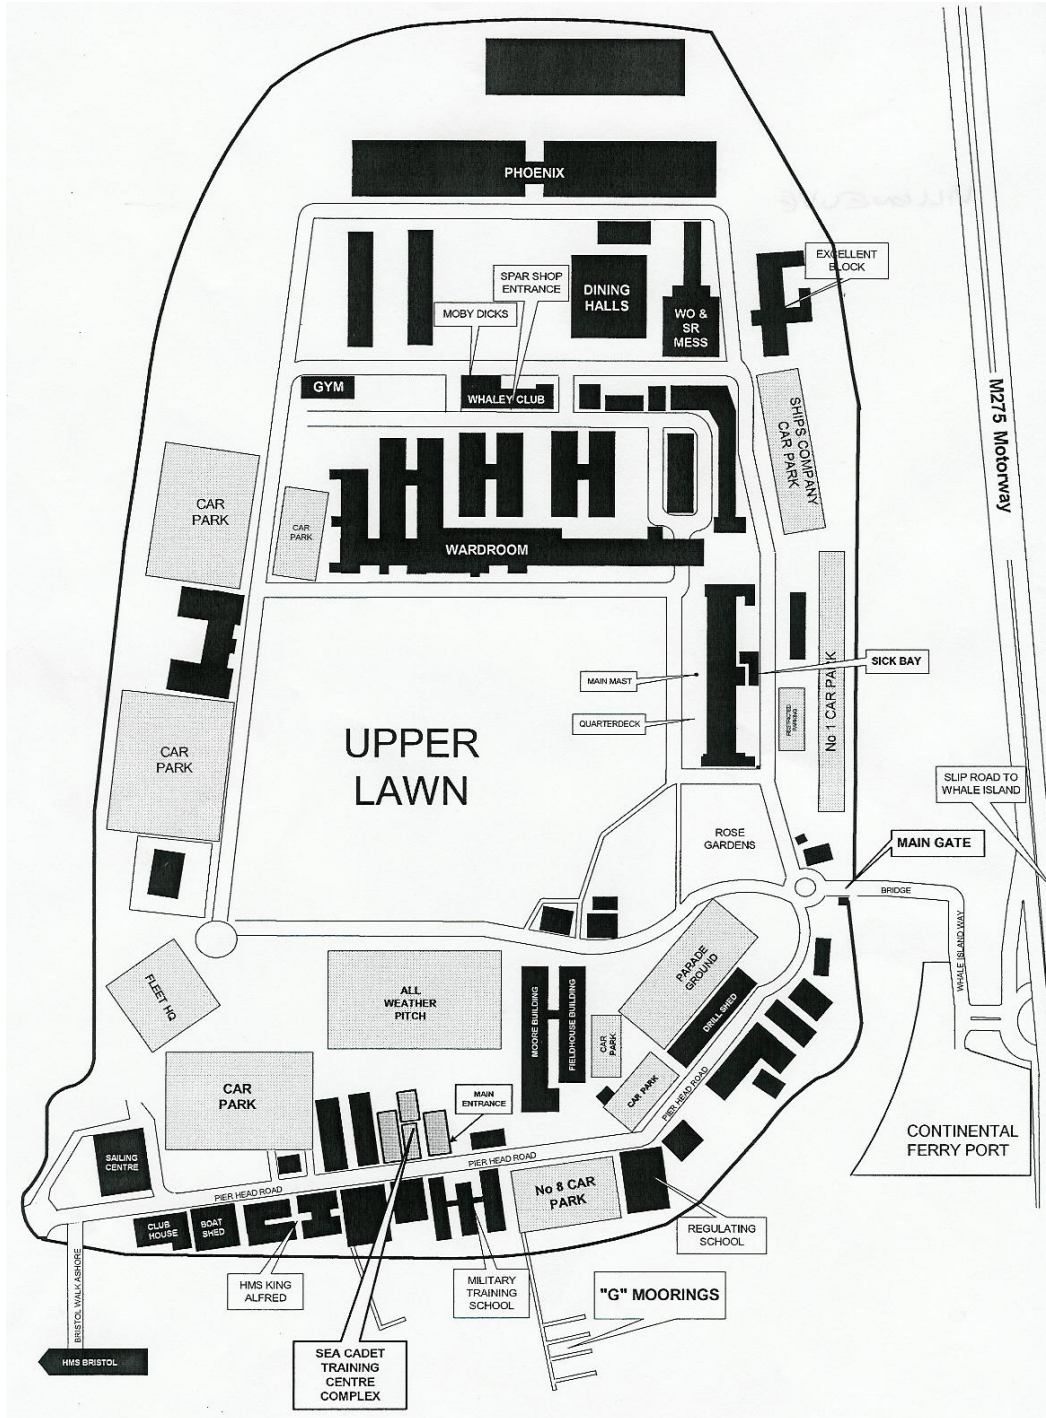 PHOENIX
EXCELLENT
BLOCK
SPAR SHOP
ENTRANCE
DINING
HALLS
MOBY DICKS
WO &
SR
MESS
GYM
WHALEY CLUB
SHIPS COMPANY
CAR PARK
M275 Motorway
CAR
PARK
CAR
PARK
WARDROOM
SICK BAY
MAIN MAST
No 1 CAR PARK
QUARTERDECK
RESTRICTED
PARKING
UPPER
LAWN
CAR
PARK
SLIP ROAD TO
WHALE ISLAND
ROSE
GARDENS
MAIN GATE
BRIDGE
WHALE ISLAND WAY
FLEET HQ
ALL
WEATHER
PITCH
PARADE
GROUND
MOORE BUILDING
FIELDHOUSE BUILDING
DRILL SHED
CAR
PARK
CAR PARK
PIER HEAD ROAD
CAR
PARK
MAIN
ENTRANCE
CONTINENTAL
FERRY PORT
SAILING
CENTRE
PIER HEAD ROAD
PIER HEAD ROAD
No 8 CAR
PARK
CLUB
HOUSE
BOAT
SHED
REGULATING
SCHOOL
HMS KING
ALFRED
MILITARY
TRAINING
SCHOOL
"G" MOORINGS
BRISTOL WALK ASHORE
HMS BRISTOL
SEA CADET
TRAINING
CENTRE
COMPLEX